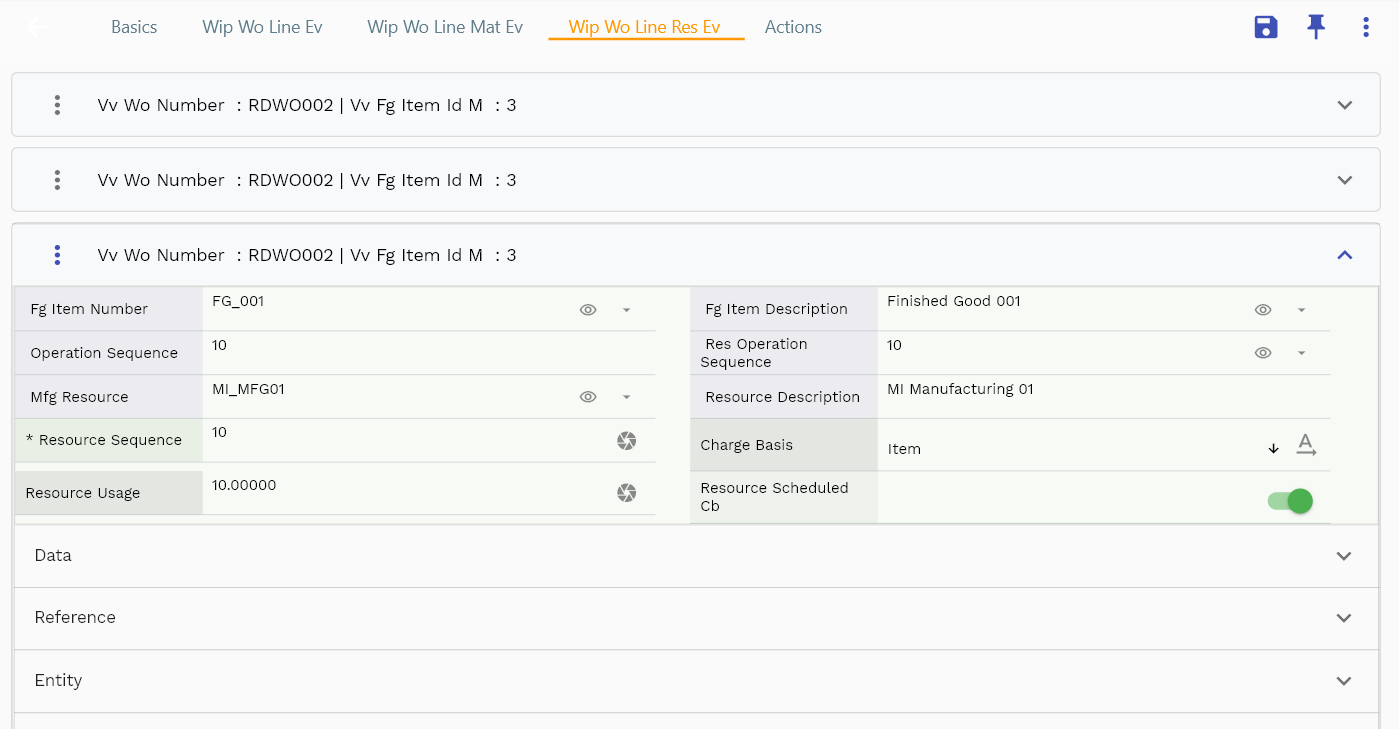 Basics Wip Wo Line Ev Wip Wo Line Mat Ev Wip Wo Line Res Ev Actions
Vv Wo Number : RDWO002 | Vv Fg Item Id M : 3
Vv Wo Number : RDWO002 | Vv Fg Item Id M : 3
Vv Wo Number : RDWO002 | Vv Fg Item Id M : 3
Fg Item Number FG_001 Fg Item Description Finished Good 001
Operation Sequence 10 Res Operation Sequence 10
Mfg Resource MI_MFG01 Resource Description MI Manufacturing 01
* Resource Sequence 10 Charge Basis Item
Resource Usage 10.00000 Resource Scheduled Cb
Data
Reference
Entity